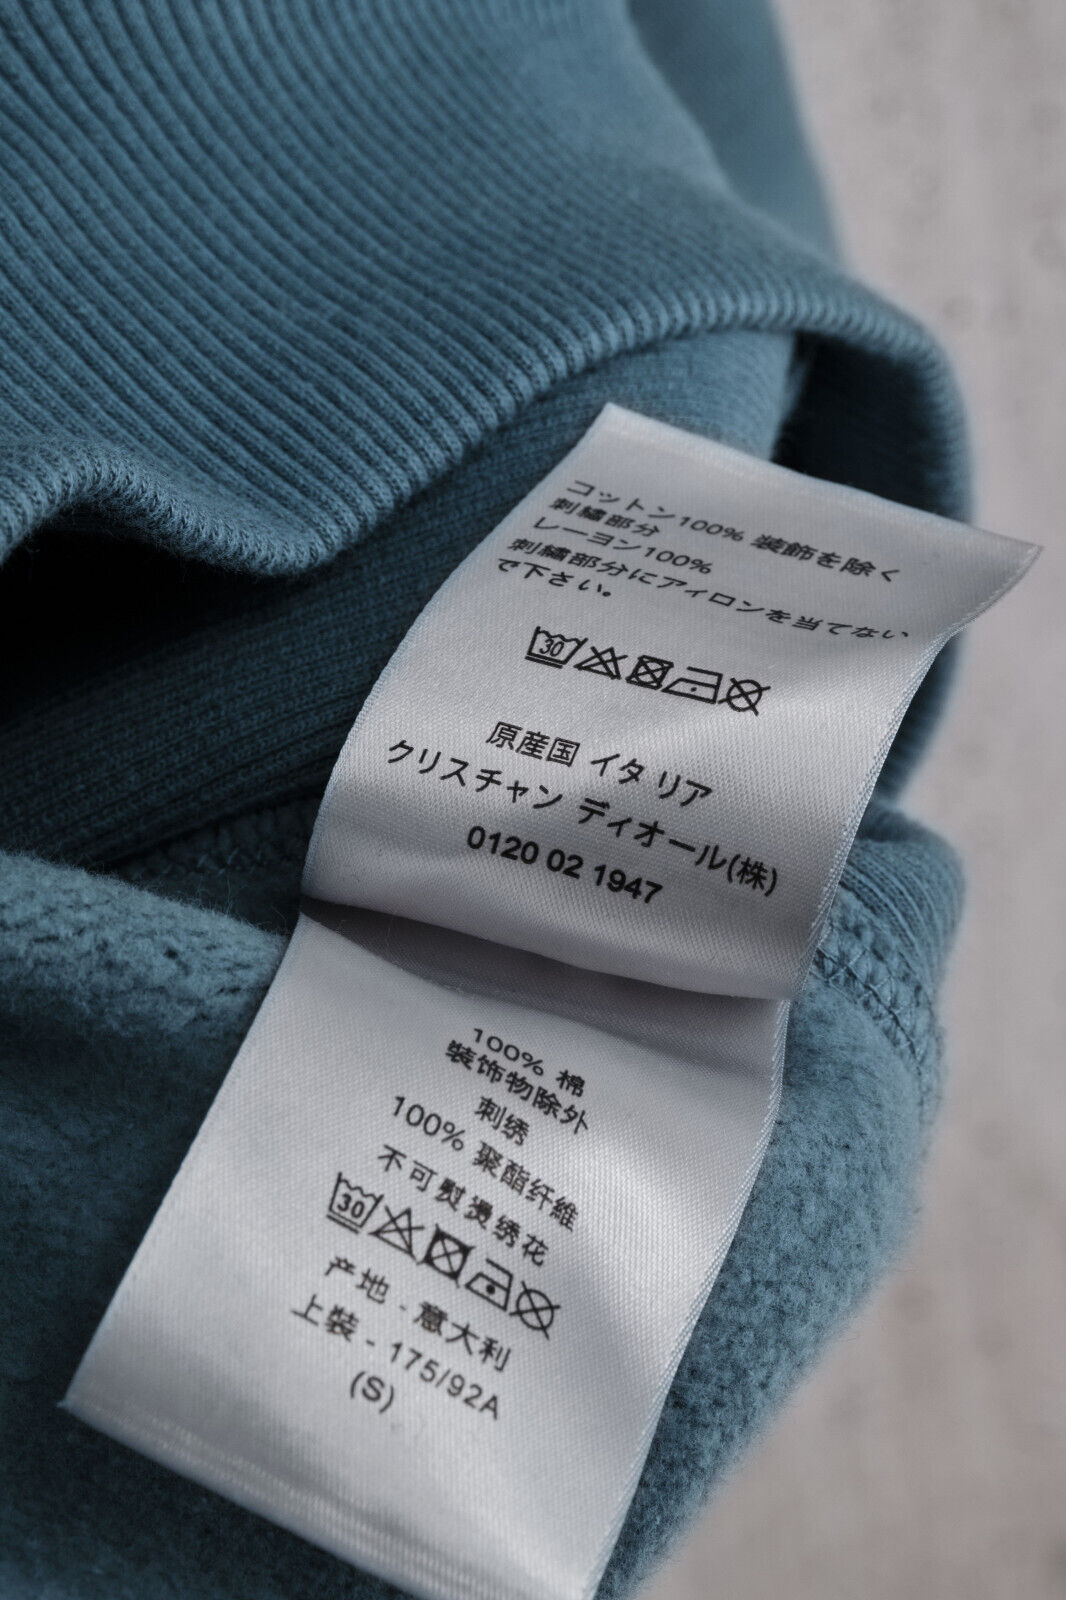 コットン100% 装飾を除く
刺繍部分
レーヨン100%
刺繍部分にアイロンを当てない
で下さい。
30
原産国 イタリア
クリスチャン ディオール(株)
0120 02 1947
100% 棉
装饰物除外
刺绣
100% 聚酯纤維
不可熨烫绣花
30
产地 - 意大利
上裝 - 175/92A
(S)